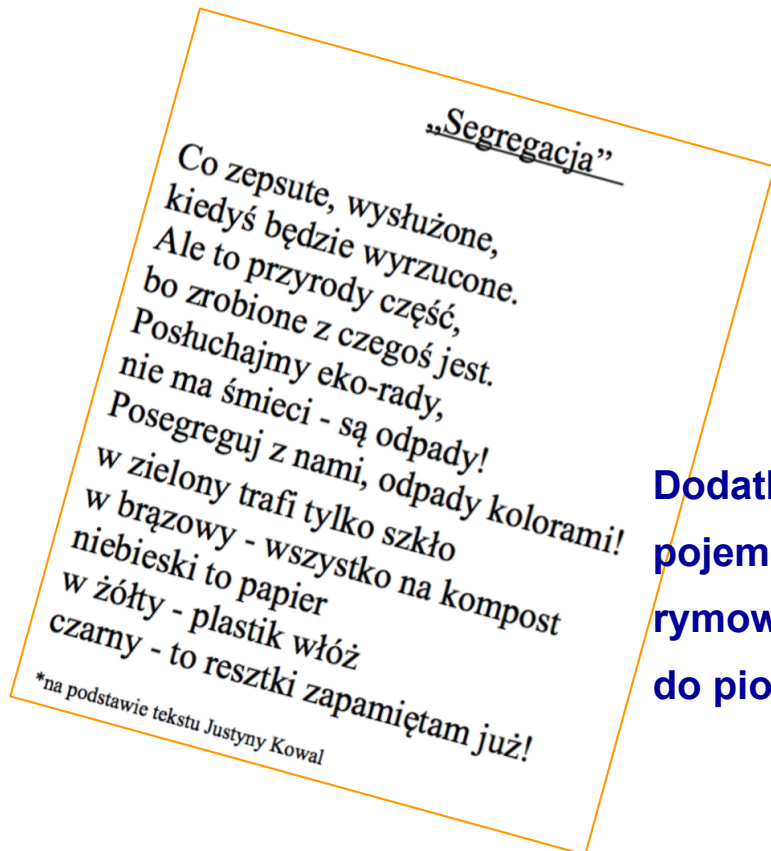 „Segregacja”
Co zepsute, wysłużone,
kiedyś będzie wyrzucone.
Ale to przyrody część,
bo zrobione z czegoś jest.
Posłuchajmy eko-rady,
nie ma śmieci - są odpady!
Posegreguj z nami, odpady kolorami!
w zielony trafi tylko szkło
w brązowy - wszystko na kompost
niebieski to papier
w żółty - plastik włóż
czarny - to resztki zapamiętam już!
*na podstawie tekstu Justyny Kowal
do